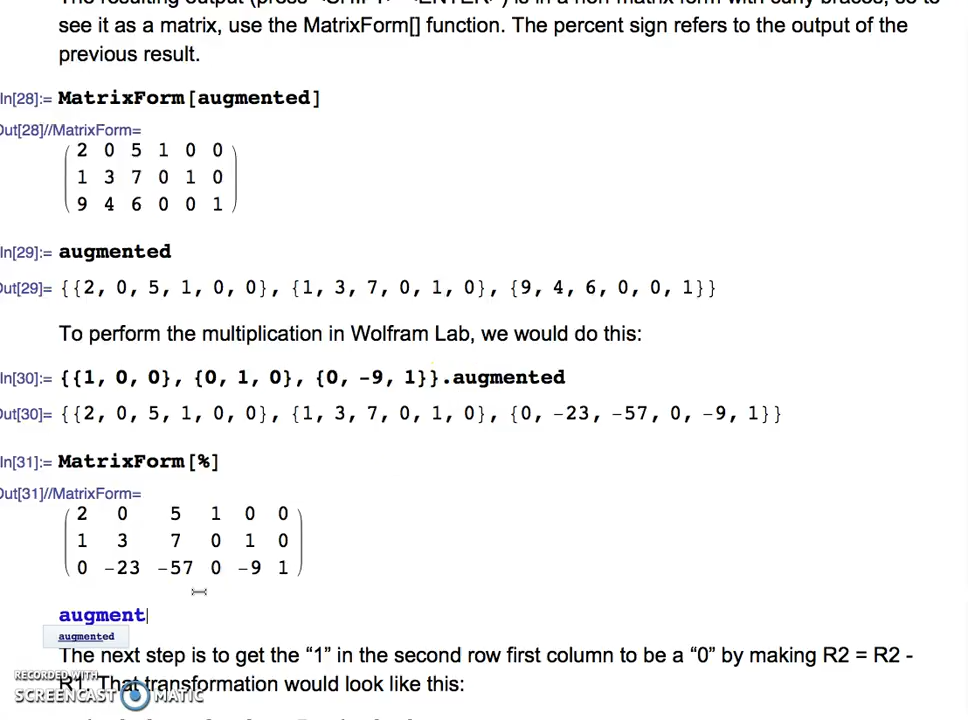 see it as a matrix, use the MatrixForm[] function. The percent sign refers to the output of the
previous result.
In[28]:= MatrixForm[augmented]
Out[28]//MatrixForm=
2 0 5 1 0 0
1 3 7 0 1 0
9 4 6 0 0 1
In[29]:= augmented
Out[29]= {{2, 0, 5, 1, 0, 0}, {1, 3, 7, 0, 1, 0}, {9, 4, 6, 0, 0, 1}}
To perform the multiplication in Wolfram Lab, we would do this:
In[30]:= {{1, 0, 0}, {0, 1, 0}, {0, -9, 1}}.augmented
Out[30]= {{2, 0, 5, 1, 0, 0}, {1, 3, 7, 0, 1, 0}, {0, -23, -57, 0, -9, 1}}
In[31]:= MatrixForm[%]
Out[31]//MatrixForm=
2 0 5 1 0 0
1 3 7 0 1 0
0 -23 -57 0 -9 1
augment
augmented
The next step is to get the “1” in the second row first column to be a “0” by making R2 = R2 -
R1. That transformation would look like this:
RECORDED WITH
SCREENCAST MATIC